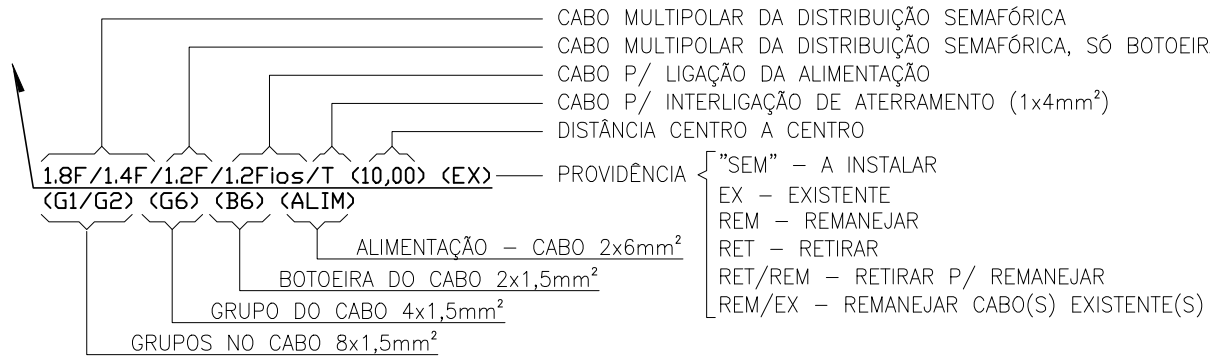 CABO MULTIPOLAR DA DISTRIBUIÇÃO SEMAFÓRICA
CABO MULTIPOLAR DA DISTRIBUIÇÃO SEMAFÓRICA, SÓ BOTOEIR
CABO P/ LIGAÇÃO DA ALIMENTAÇÃO
CABO P/ INTERLIGAÇÃO DE ATERRAMENTO (1x4mm²)
DISTÂNCIA CENTRO A CENTRO
1.8F/1.4F/1.2F/1.2Fios/T (10,00) (EX)
(G1/G2) (G6) (B6) (ALIM)
PROVIDÊNCIA
"SEM" – A INSTALAR
EX – EXISTENTE
REM – REMANEJAR
RET – RETIRAR
RET/REM – RETIRAR P/ REMANEJAR
REM/EX – REMANEJAR CABO(S) EXISTENTE(S)
ALIMENTAÇÃO – CABO 2x6mm²
BOTOEIRA DO CABO 2x1,5mm²
GRUPO DO CABO 4x1,5mm²
GRUPOS NO CABO 8x1,5mm²